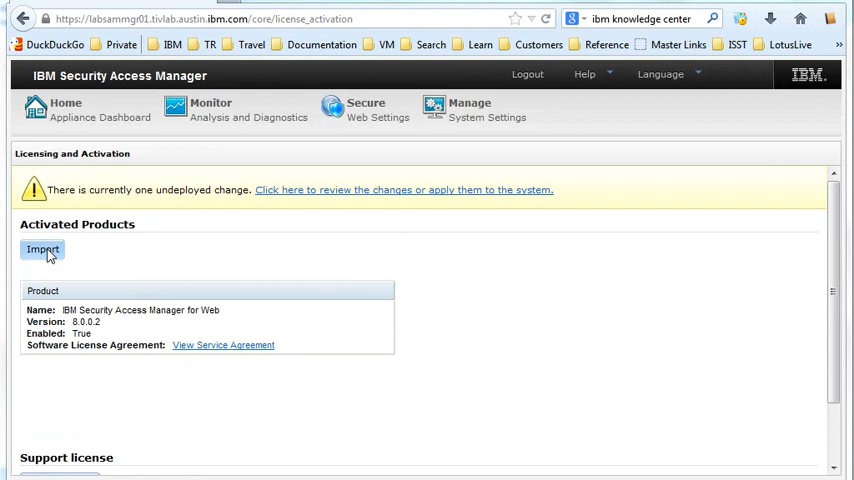 https://labsammgr01.tivlab.austin.ibm.com/core/license_activation
ibm knowledge center
DuckDuckGo Private IBM TR Travel Documentation VM Search Learn Customers Reference Master Links ISST LotusLive »
IBM Security Access Manager Logout Help Language IBM
Home Monitor Secure Manage
Appliance Dashboard Analysis and Diagnostics Web Settings System Settings
Licensing and Activation
There is currently one undeployed change. Click here to review the changes or apply them to the system.
Activated Products
Import
Product
Name: IBM Security Access Manager for Web
Version: 8.0.0.2
Enabled: True
Software License Agreement: View Service Agreement
Support license